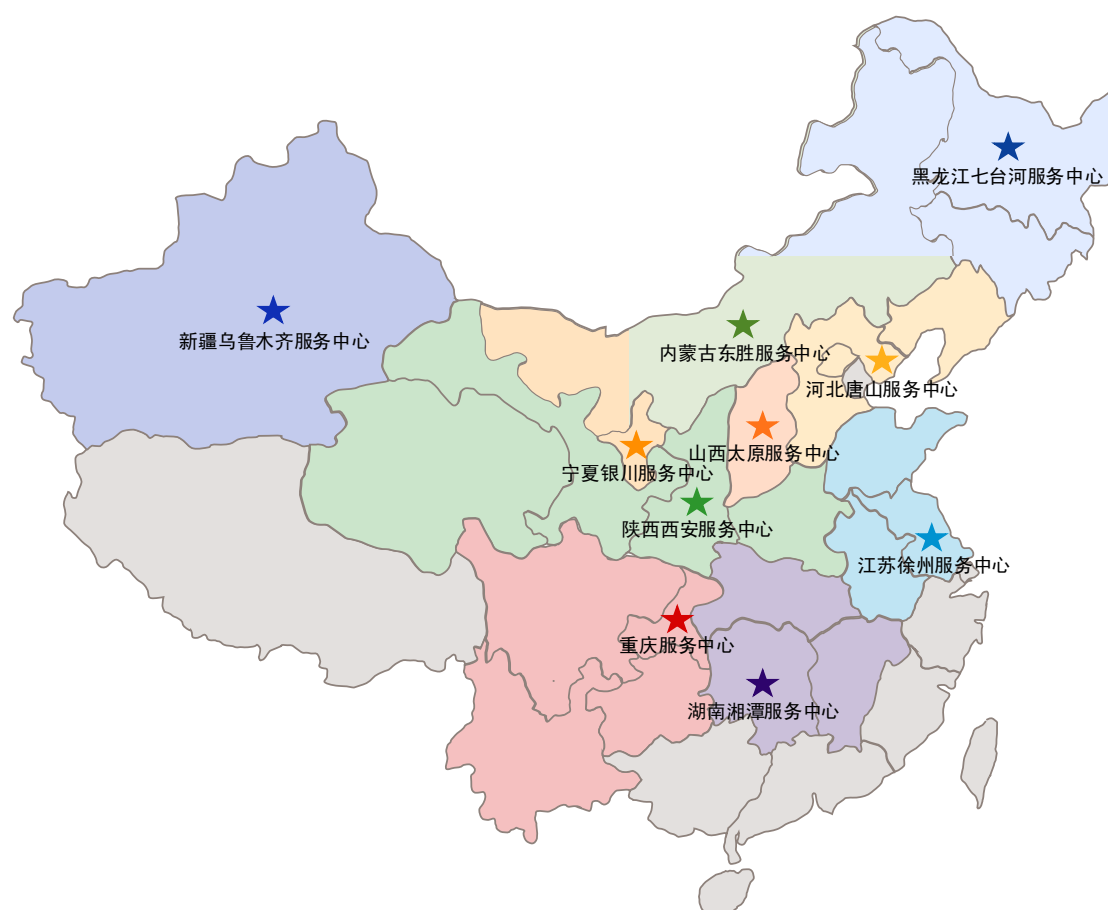 黑龙江七台河服务中心
新疆乌鲁木齐服务中心
内蒙古东胜服务中心
河北唐山服务中心
山西太原服务中心
宁夏银川服务中心
陕西西安服务中心
江苏徐州服务中心
重庆服务中心
湖南湘潭服务中心